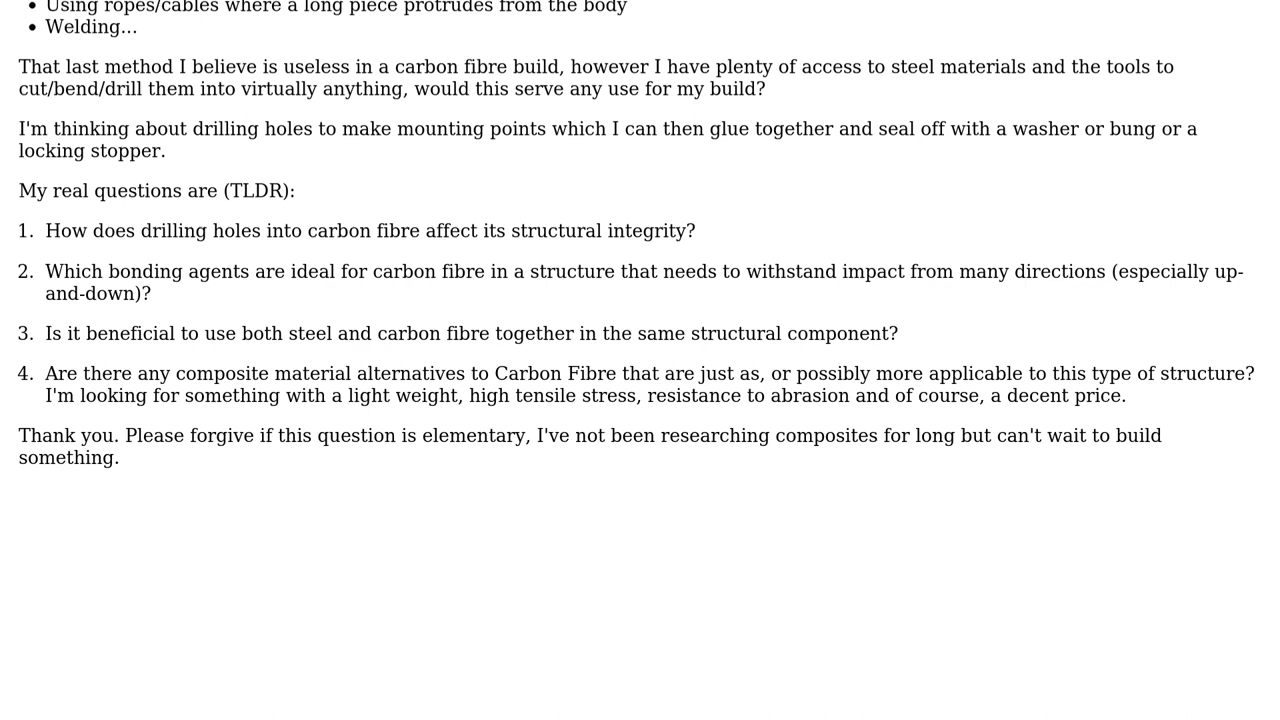 • Using ropes/cables where a long piece protrudes from the body
• Welding...
That last method I believe is useless in a carbon fibre build, however I have plenty of access to steel materials and the tools to
cut/bend/drill them into virtually anything, would this serve any use for my build?
I'm thinking about drilling holes to make mounting points which I can then glue together and seal off with a washer or bung or a
locking stopper.
My real questions are (TLDR):
1. How does drilling holes into carbon fibre affect its structural integrity?
2. Which bonding agents are ideal for carbon fibre in a structure that needs to withstand impact from many directions (especially up-
and-down)?
3. Is it beneficial to use both steel and carbon fibre together in the same structural component?
4. Are there any composite material alternatives to Carbon Fibre that are just as, or possibly more applicable to this type of structure?
I'm looking for something with a light weight, high tensile stress, resistance to abrasion and of course, a decent price.
Thank you. Please forgive if this question is elementary, I've not been researching composites for long but can't wait to build
something.